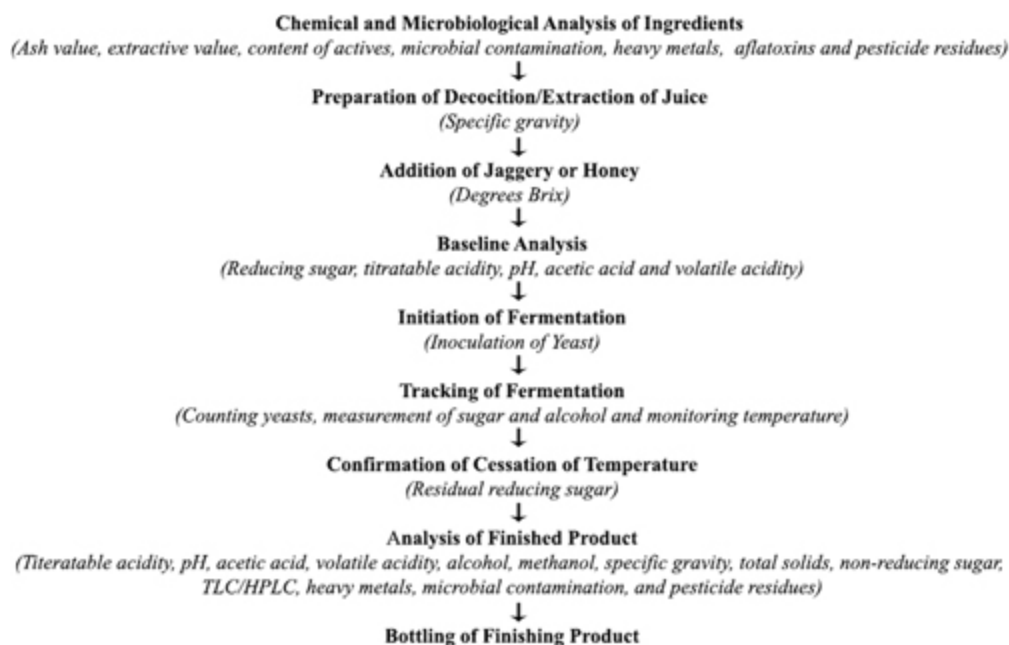 Chemical and Microbiological Analysis of Ingredients
(Ash value, extractive value, content of actives, microbial contamination, heavy metals, aflatoxins and pesticide residues)
↓
Preparation of Decocition/Extraction of Juice
(Specific gravity)
↓
Addition of Jaggery or Honey
(Degrees Brix)
↓
Baseline Analysis
(Reducing sugar, titratable acidity, pH, acetic acid and volatile acidity)
↓
Initiation of Fermentation
(Inoculation of Yeast)
↓
Tracking of Fermentation
(Counting yeasts, measurement of sugar and alcohol and monitoring temperature)
↓
Confirmation of Cessation of Temperature
(Residual reducing sugar)
↓
Analysis of Finished Product
(Titeratable acidity, pH, acetic acid, volatile acidity, alcohol, methanol, specific gravity, total solids, non-reducing sugar,
TLC/HPLC, heavy metals, microbial contamination, and pesticide residues)
↓
Bottling of Finishing Product